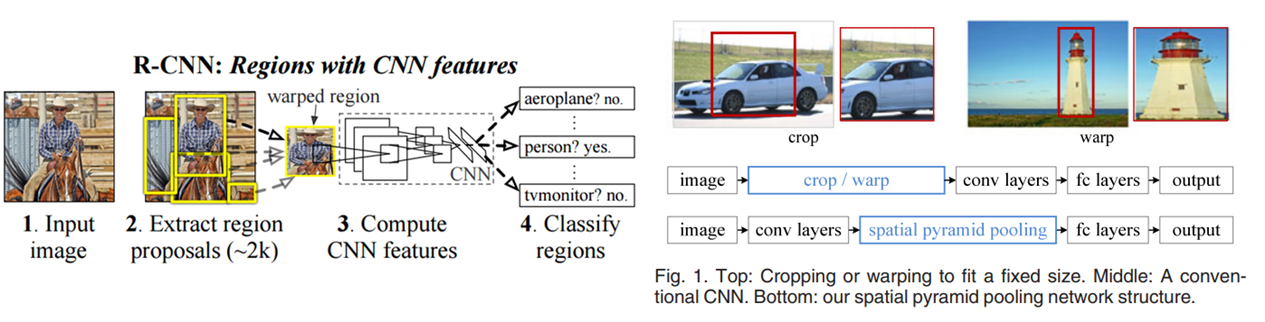 R-CNN: Regions with CNN features
warped region
aeroplane? no.
person? yes.
tvmonitor? no.
CNN
1. Input
image
2. Extract region
proposals (~2k)
3. Compute
CNN features
4. Classify
regions
crop
warp
image
crop / warp
conv layers
fc layers
output
image
conv layers
spatial pyramid pooling
fc layers
output
Fig. 1. Top: Cropping or warping to fit a fixed size. Middle: A conven-
tional CNN. Bottom: our spatial pyramid pooling network structure.